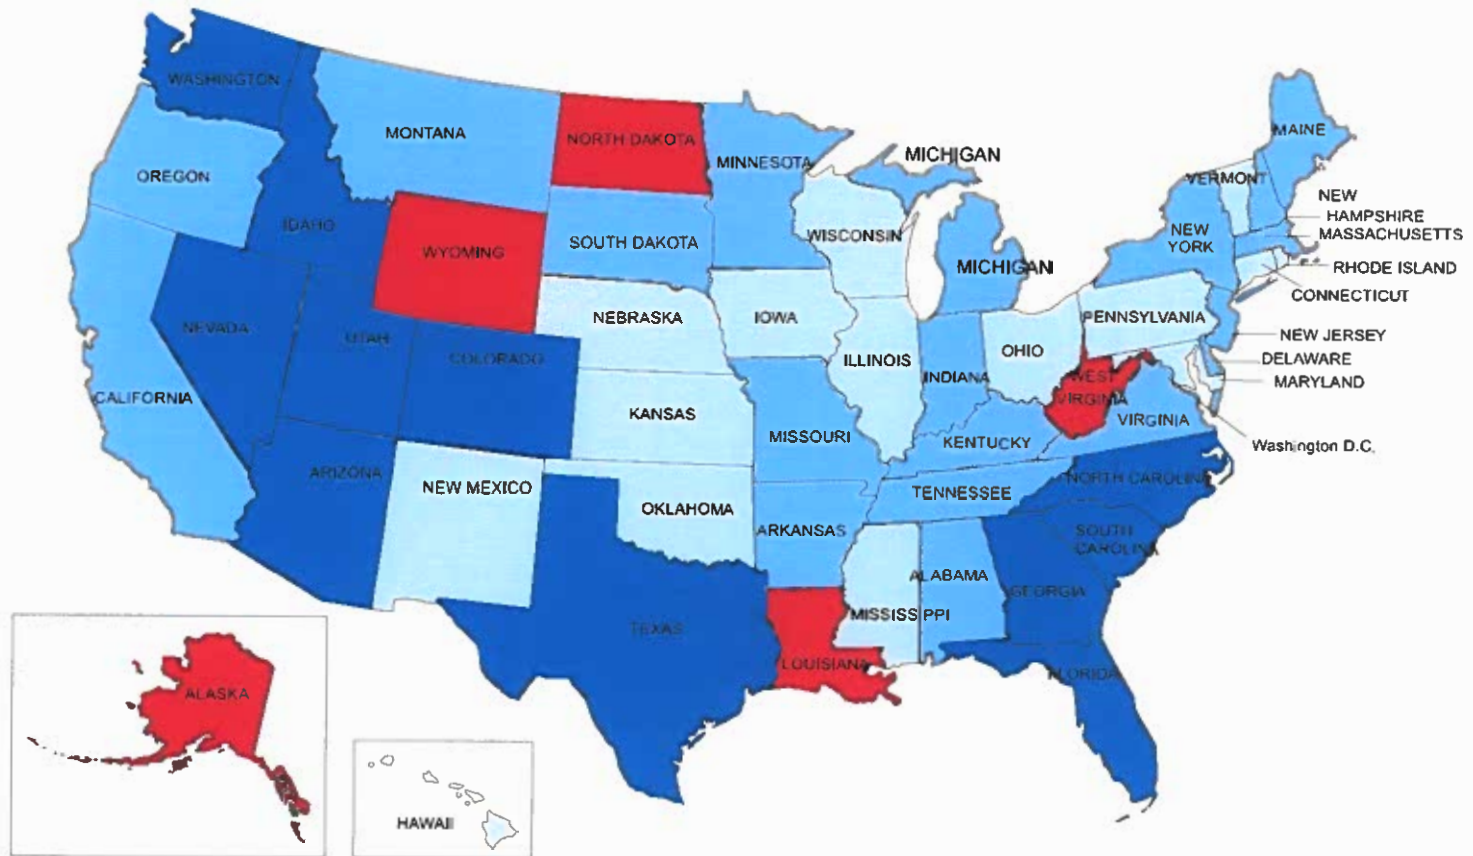 WASHINGTON
MONTANA
NORTH DAKOTA
MINNESOTA
MICHIGAN
MAINE
OREGON
VERMONT
NEW
HAMPSHIRE
IDAHO
WYOMING
SOUTH DAKOTA
WISCONSIN
NEW
YORK
MASSACHUSETTS
MICHIGAN
RHODE ISLAND
CONNECTICUT
NEVADA
UTAH
COLORADO
NEBRASKA
IOWA
ILLINOIS
OHIO
PENNSYLVANIA
NEW JERSEY
DELAWARE
CALIFORNIA
KANSAS
INDIANA
WEST
VIRGINIA
MARYLAND
MISSOURI
KENTUCKY
VIRGINIA
Washington D.C.
ARIZONA
NEW MEXICO
OKLAHOMA
TENNESSEE
NORTH CAROLINA
ARKANSAS
SOUTH
CAROLINA
ALABAMA
GEORGIA
MISSISSIPPI
TEXAS
LOUISIANA
FLORIDA
ALASKA
HAWAII